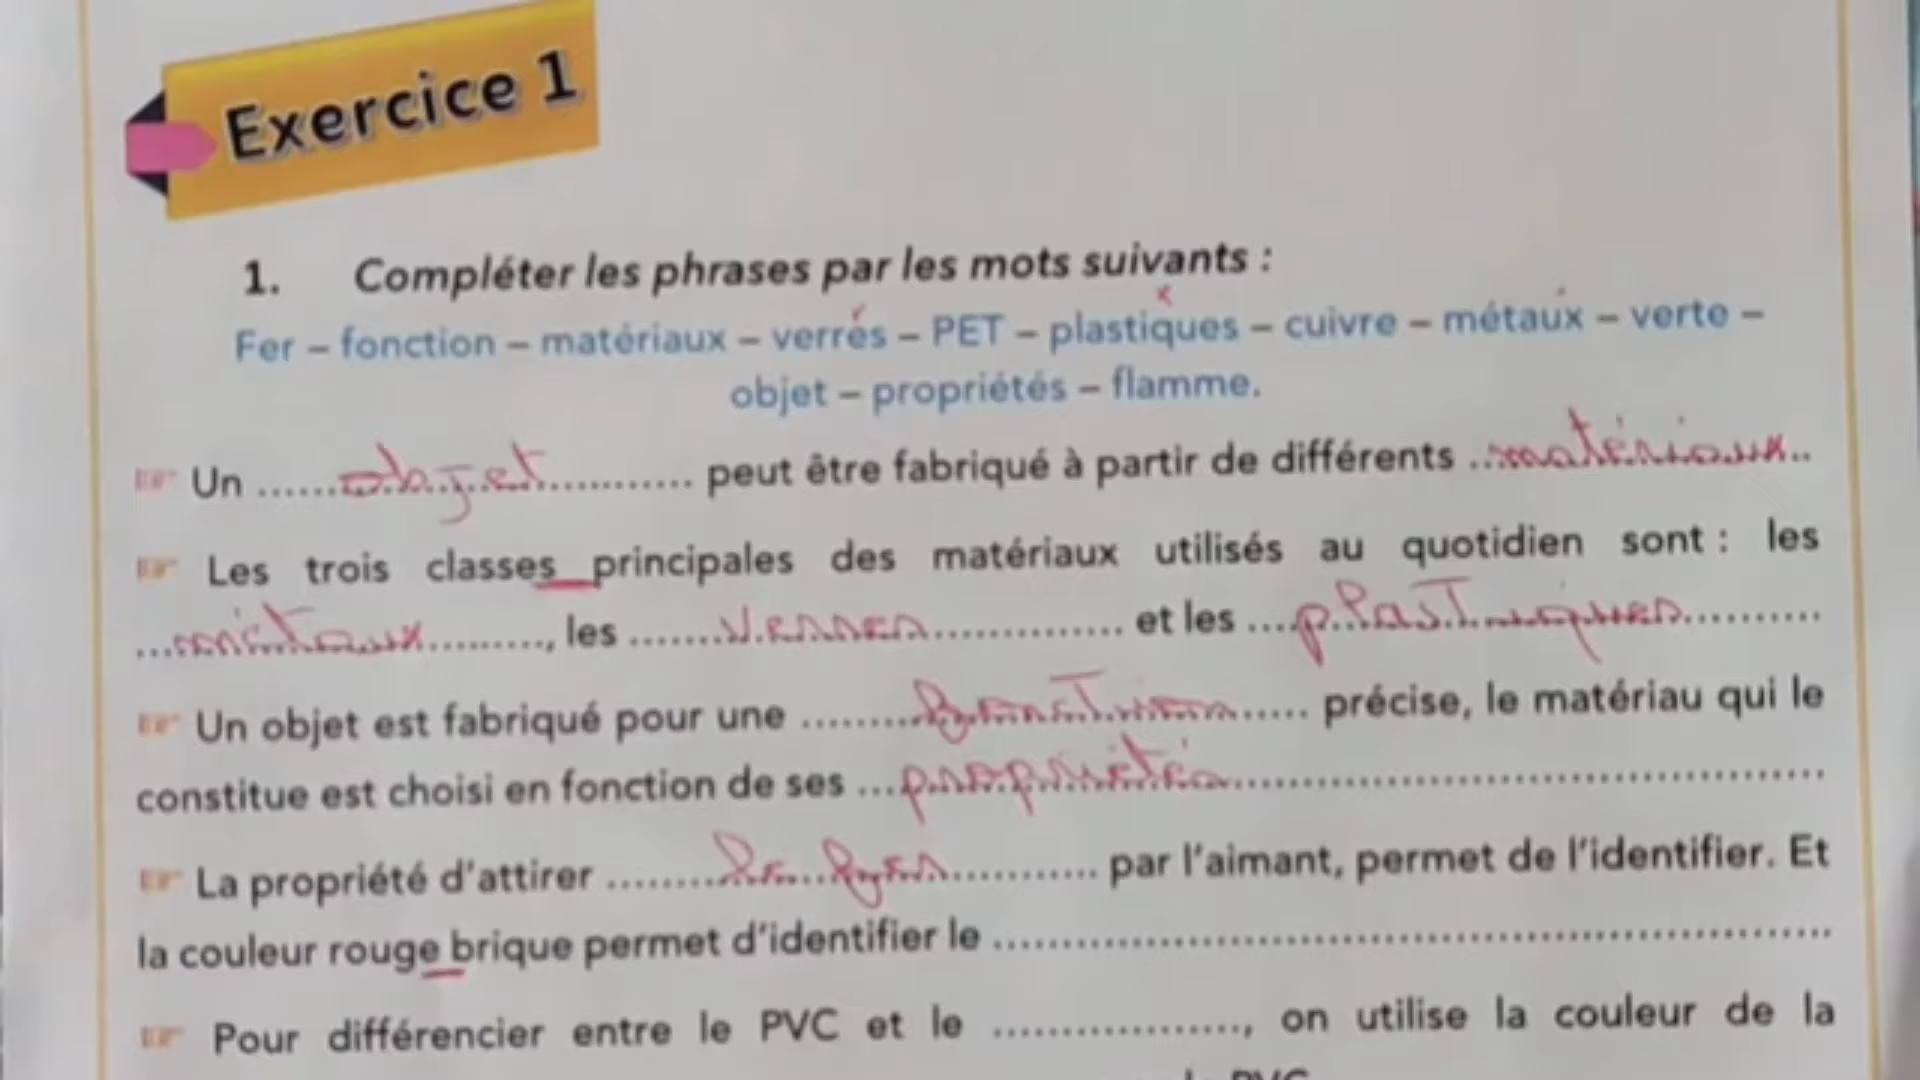 Exercice 1
1. Compléter les phrases par les mots suivants :
Fer – fonction – matériaux – verres – PET – plastiques – cuivre – métaux – verte –
objet – propriétés – flamme.
Un ......objet............ peut être fabriqué à partir de différents ...matériaux..
Les trois classes principales des matériaux utilisés au quotidien sont : les
...métaux.........., les .......verres............... et les ....plastiques..........
Un objet est fabriqué pour une ........fonction...... précise, le matériau qui le
constitue est choisi en fonction de ses ...propriétés..............................................
La propriété d'attirer ........le fer............ par l'aimant, permet de l'identifier. Et
la couleur rouge brique permet d'identifier le ..........................................................
Pour différencier entre le PVC et le ..................., on utilise la couleur de la
le PVC